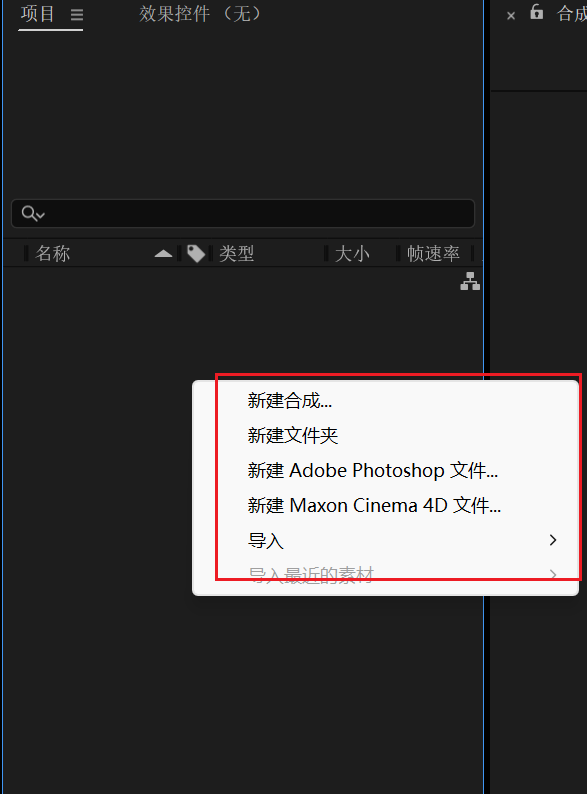 项目
效果控件 （无）
合成
名称
类型
大小
帧速率
新建合成...
新建文件夹
新建 Adobe Photoshop 文件...
新建 Maxon Cinema 4D 文件...
导入
导入最近的素材